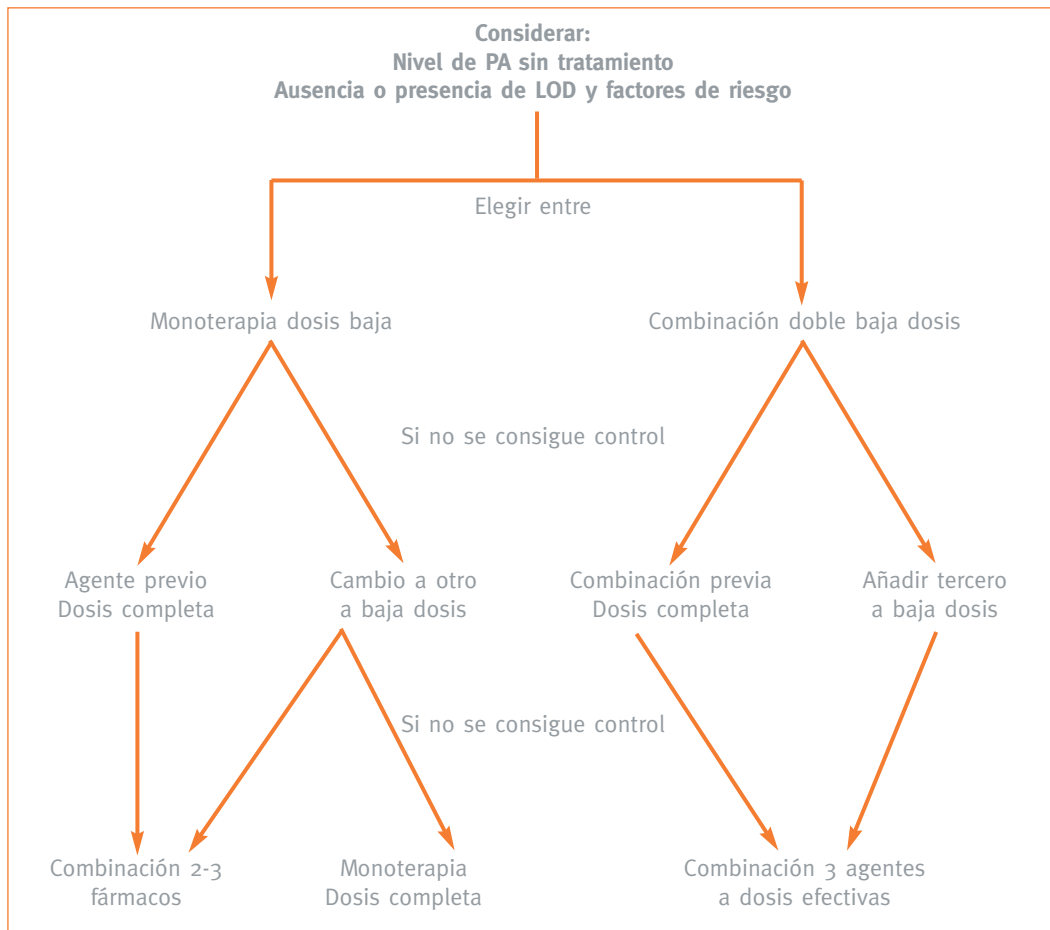 Considerar:
Nivel de PA sin tratamiento
Ausencia o presencia de LOD y factores de riesgo
Elegir entre
Monoterapia dosis baja
Combinación doble baja dosis
Si no se consigue control
Agente previo
Dosis completa
Cambio a otro
a baja dosis
Combinación previa
Dosis completa
Añadir tercero
a baja dosis
Si no se consigue control
Combinación 2-3
fármacos
Monoterapia
Dosis completa
Combinación 3 agentes
a dosis efectivas